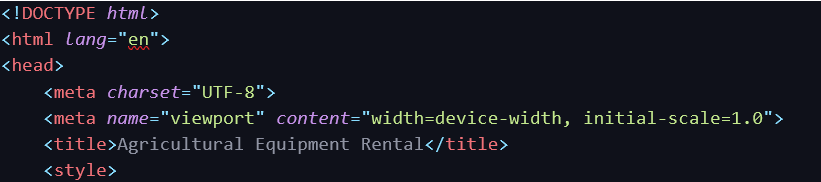 <!DOCTYPE html>
<html lang="en">
<head>
    <meta charset="UTF-8">
    <meta name="viewport" content="width=device-width, initial-scale=1.0">
    <title>Agricultural Equipment Rental</title>
    <style>